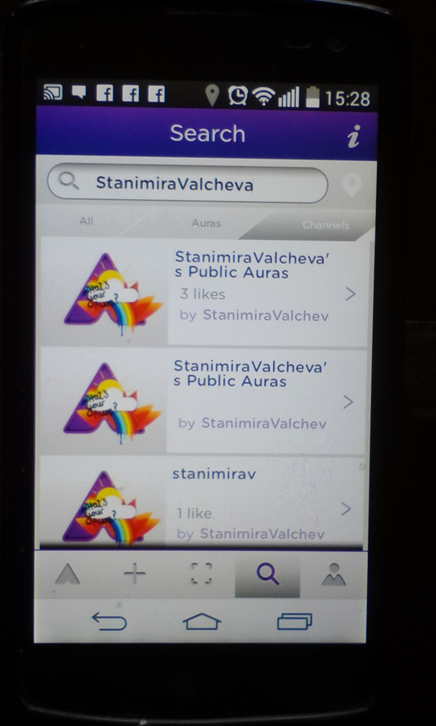 15:28
Search
i
StanimiraValcheva
All
Auras
Channels
StanimiraValcheva'
s Public Auras
3 likes
by StanimiraValchev
StanimiraValcheva'
s Public Auras
by StanimiraValchev
stanimirav
1 like
by StanimiraValchev